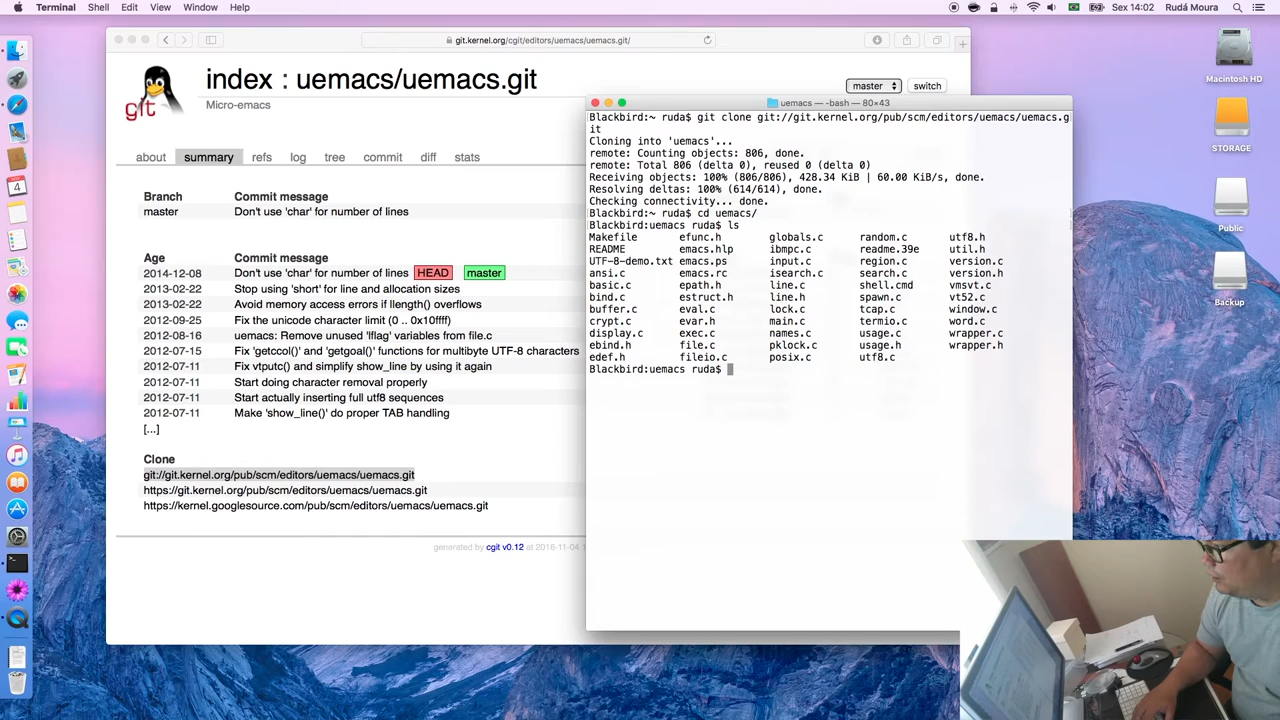 Terminal Shell Edit View Window Help
Sex 14:02 Rudá Moura
git.kernel.org/cgit/editors/uemacs/uemacs.git/
git
index : uemacs/uemacs.git
Micro-emacs
master switch
about summary refs log tree commit diff stats
Branch Commit message
master Don't use 'char' for number of lines
Age Commit message
2014-12-08 Don't use 'char' for number of lines HEAD master
2013-02-22 Stop using 'short' for line and allocation sizes
2013-02-22 Avoid memory access errors if llength() overflows
2012-09-25 Fix the unicode character limit (0 .. 0x10ffff)
2012-08-16 uemacs: Remove unused 'lflag' variables from file.c
2012-07-15 Fix 'getccol()' and 'getgoal()' functions for multibyte UTF-8 characters
2012-07-11 Fix vtputc() and simplify show_line by using it again
2012-07-11 Start doing character removal properly
2012-07-11 Start actually inserting full utf8 sequences
2012-07-11 Make 'show_line()' do proper TAB handling
[...]
Clone
git://git.kernel.org/pub/scm/editors/uemacs/uemacs.git
https://git.kernel.org/pub/scm/editors/uemacs/uemacs.git
https://kernel.googlesource.com/pub/scm/editors/uemacs/uemacs.git
generated by cgit v0.12 at 2016-11-04
uemacs — -bash — 80×43
Blackbird:~ ruda$ git clone git://git.kernel.org/pub/scm/editors/uemacs/uemacs.g
it
Cloning into 'uemacs'...
remote: Counting objects: 806, done.
remote: Total 806 (delta 0), reused 0 (delta 0)
Receiving objects: 100% (806/806), 428.34 KiB | 60.00 KiB/s, done.
Resolving deltas: 100% (614/614), done.
Checking connectivity... done.
Blackbird:~ ruda$ cd uemacs/
Blackbird:uemacs ruda$ ls
Makefile efunc.h globals.c random.c utf8.h
README emacs.hlp ibmpc.c readme.39e util.h
UTF-8-demo.txt emacs.ps input.c region.c version.c
ansi.c emacs.rc isearch.c search.c version.h
basic.c epath.h line.c shell.cmd vmsvt.c
bind.c estruct.h line.h spawn.c vt52.c
buffer.c eval.c lock.c tcap.c window.c
crypt.c evar.h main.c termio.c word.c
display.c exec.c names.c usage.c wrapper.c
ebind.h file.c pklock.c usage.h wrapper.h
edef.h fileio.c posix.c utf8.c
Blackbird:uemacs ruda$
Macintosh HD
STORAGE
Public
Backup
4